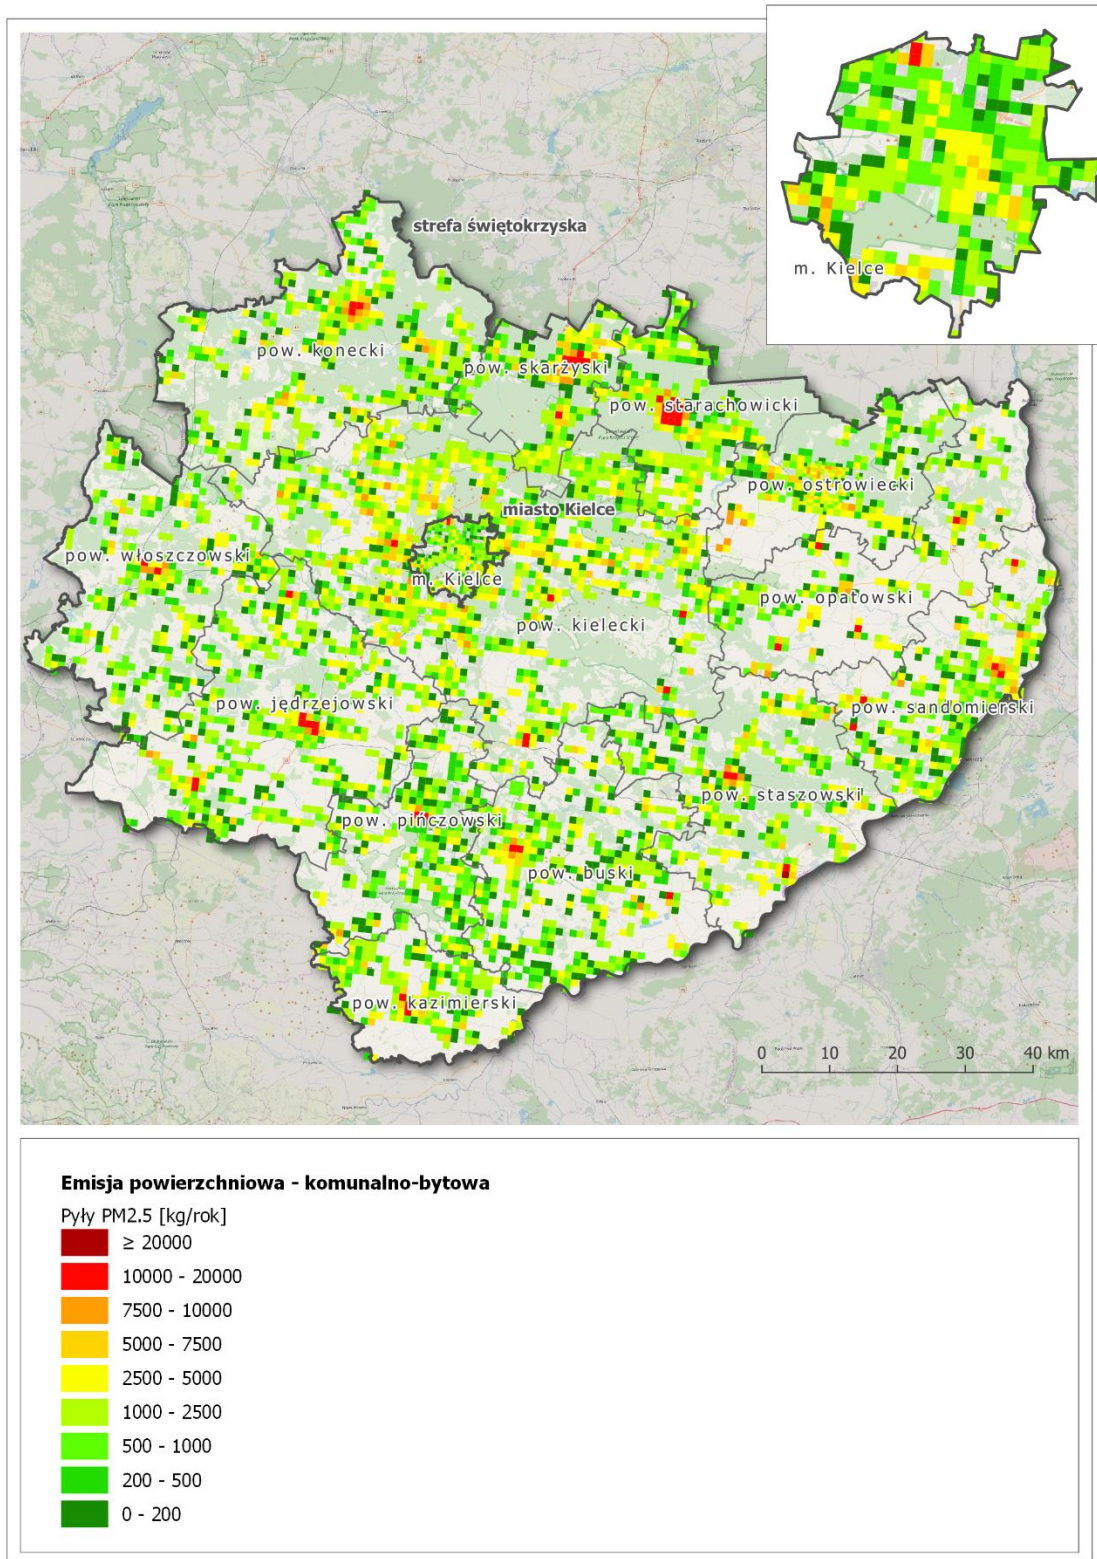 strefa świętokrzyska
m. Kielce
pow. konecki
pow. skarżyski
pow. starachowicki
pow. ostrowiecki
miasto Kielce
pow. włoszczowski
m. Kielce
pow. opatowski
pow. kielecki
pow. jędrzejowski
pow. sandomierski
pow. staszowski
pow. pińczowski
pow. buski
pow. kazimierski
0 10 20 30 40 km
Emisja powierzchniowa - komunalno-bytowa
Pyły PM2.5 [kg/rok]
≥ 20000
10000 - 20000
7500 - 10000
5000 - 7500
2500 - 5000
1000 - 2500
500 - 1000
200 - 500
0 - 200